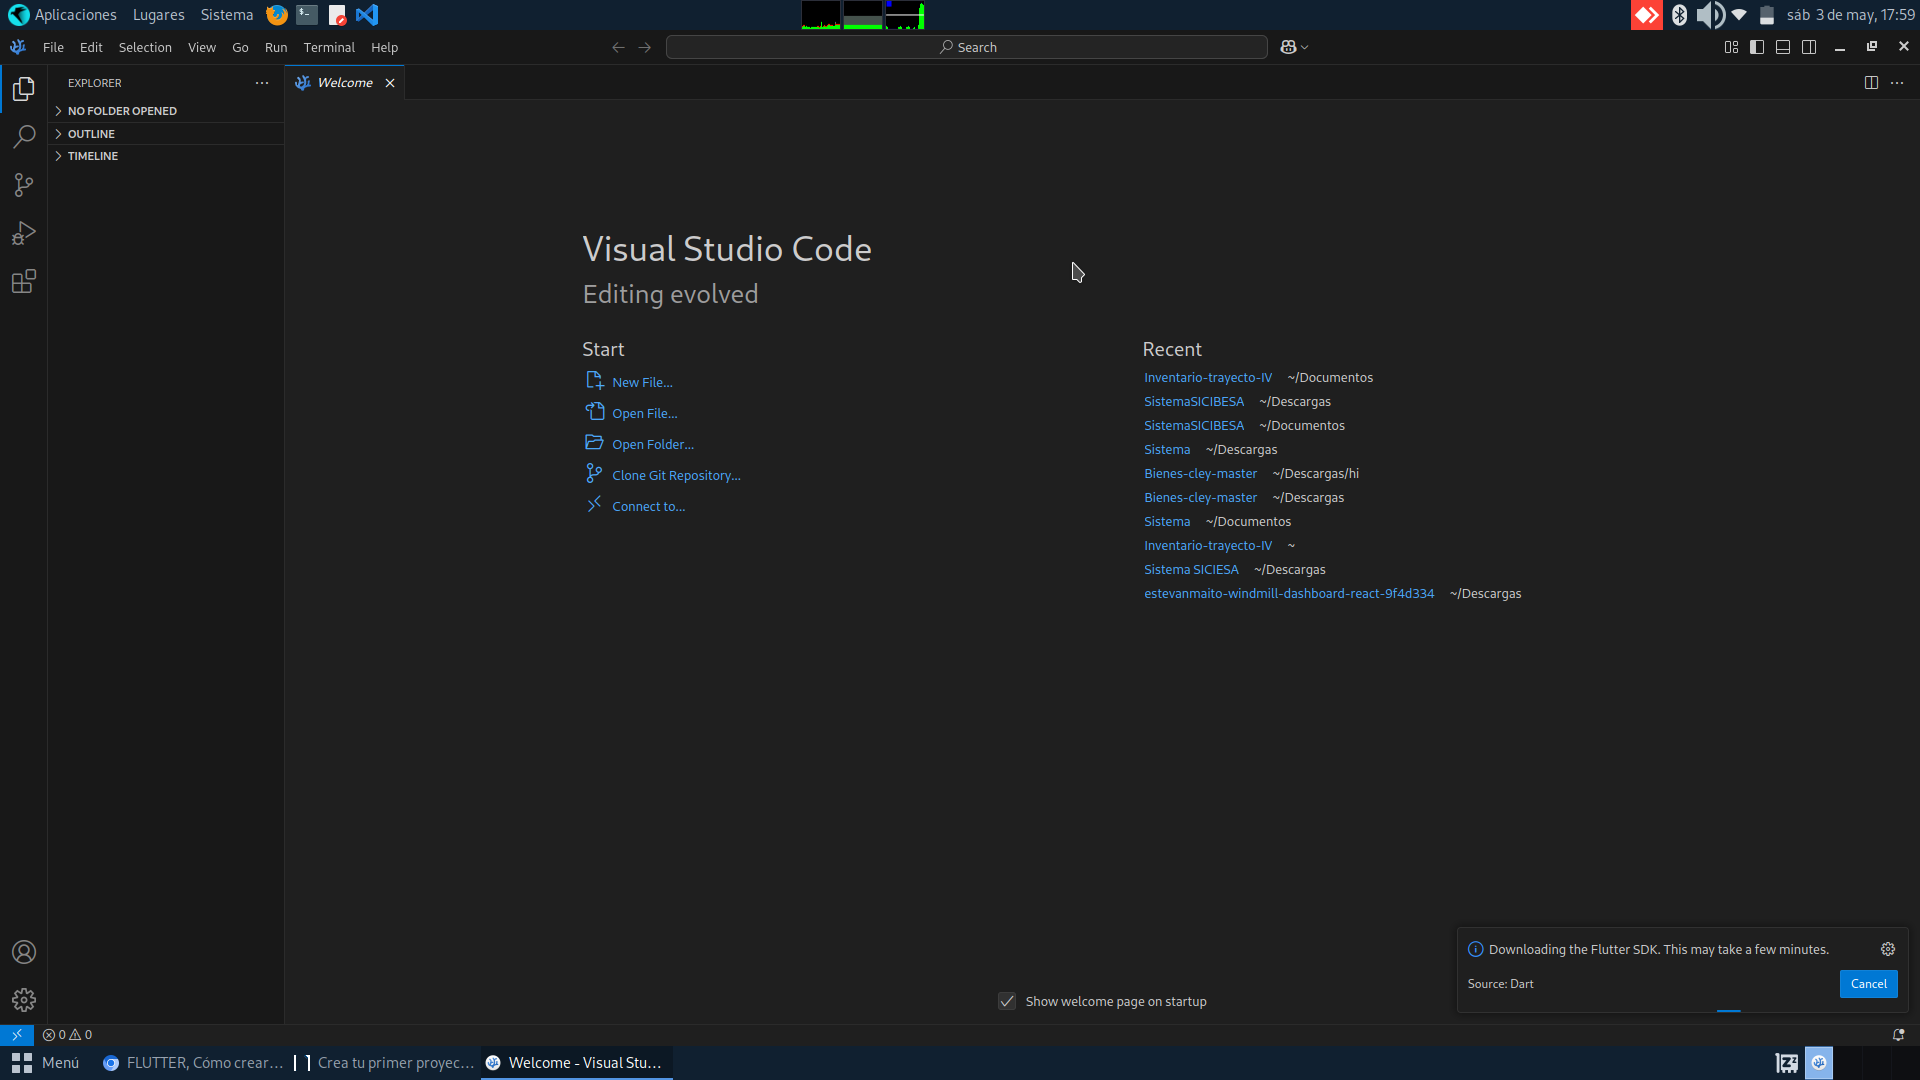 Aplicaciones Lugares Sistema sáb 3 de may, 17:59
File Edit Selection View Go Run Terminal Help Search
EXPLORER Welcome
NO FOLDER OPENED
OUTLINE
TIMELINE
Visual Studio Code
Editing evolved
Start
New File...
Open File...
Open Folder...
Clone Git Repository...
Connect to...
Recent
Inventario-trayecto-IV ~/Documentos
SistemaSICIBESA ~/Descargas
SistemaSICIBESA ~/Documentos
Sistema ~/Descargas
Bienes-cley-master ~/Descargas/hi
Bienes-cley-master ~/Descargas
Sistema ~/Documentos
Inventario-trayecto-IV ~
Sistema SICIESA ~/Descargas
estevanmaito-windmill-dashboard-react-9f4d334 ~/Descargas
Downloading the Flutter SDK. This may take a few minutes.
Source: Dart Cancel
Show welcome page on startup
0 0
Menú FLUTTER, Cómo crear... Crea tu primer proyec... Welcome - Visual Stu...